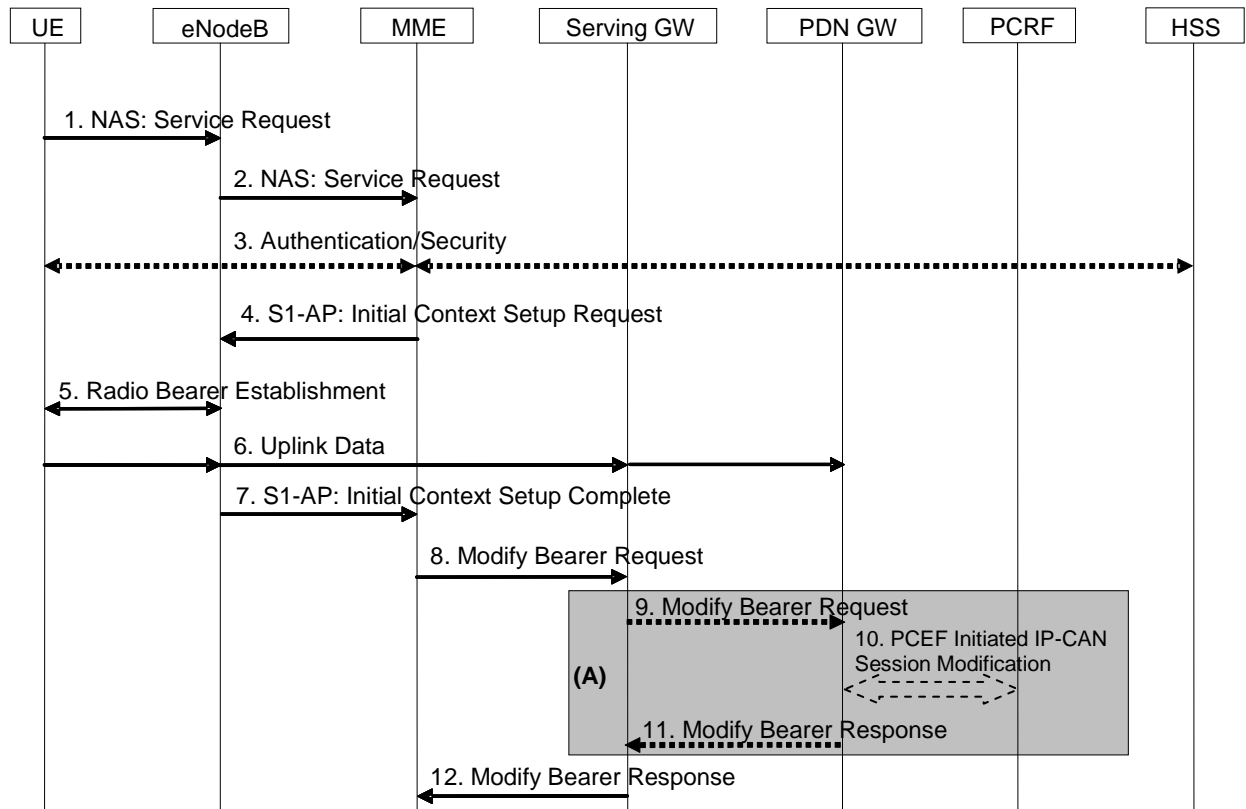 UE
eNodeB
MME
Serving GW
PDN GW
PCRF
HSS
1. NAS: Service Request
2. NAS: Service Request
3. Authentication/Security
4. S1-AP: Initial Context Setup Request
5. Radio Bearer Establishment
6. Uplink Data
7. S1-AP: Initial Context Setup Complete
8. Modify Bearer Request
9. Modify Bearer Request
10. PCEF Initiated IP-CAN
Session Modification
(A)
11. Modify Bearer Response
12. Modify Bearer Response